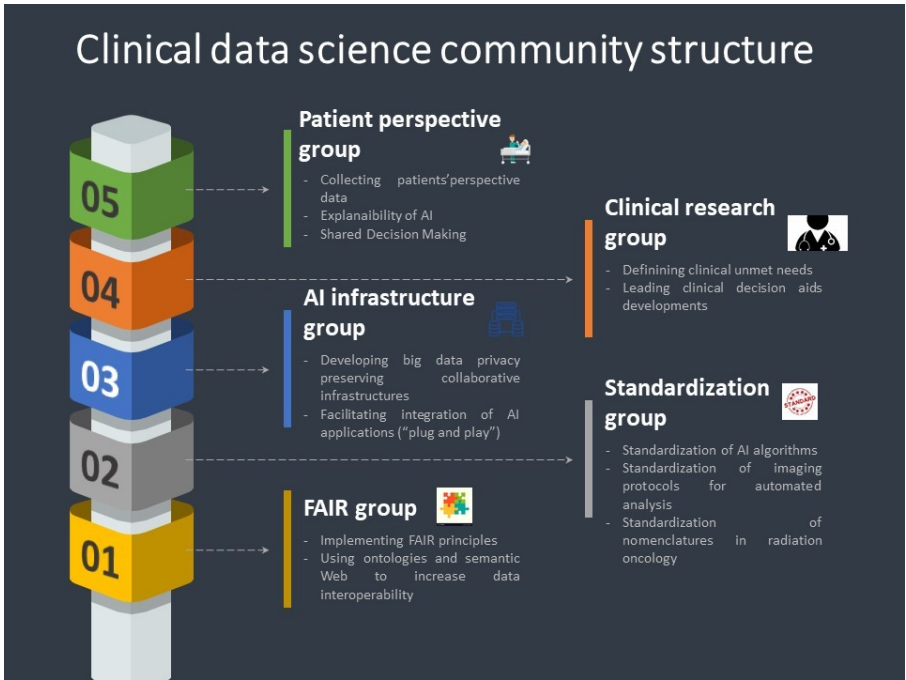 Clinical data science community structure
05
Patient perspective
group
- Collecting patients'perspective
data
- Explanaibility of AI
- Shared Decision Making
04
Clinical research
group
- Definining clinical unmet needs
- Leading clinical decision aids
developments
03
AI infrastructure
group
- Developing big data privacy
preserving collaborative
infrastructures
- Facilitating integration of AI
applications (“plug and play”)
02
Standardization
group
STANDARD
- Standardization of AI algorithms
- Standardization of imaging
protocols for automated
analysis
- Standardization of
nomenclatures in radiation
oncology
01
FAIR group
- Implementing FAIR principles
- Using ontologies and semantic
Web to increase data
interoperability